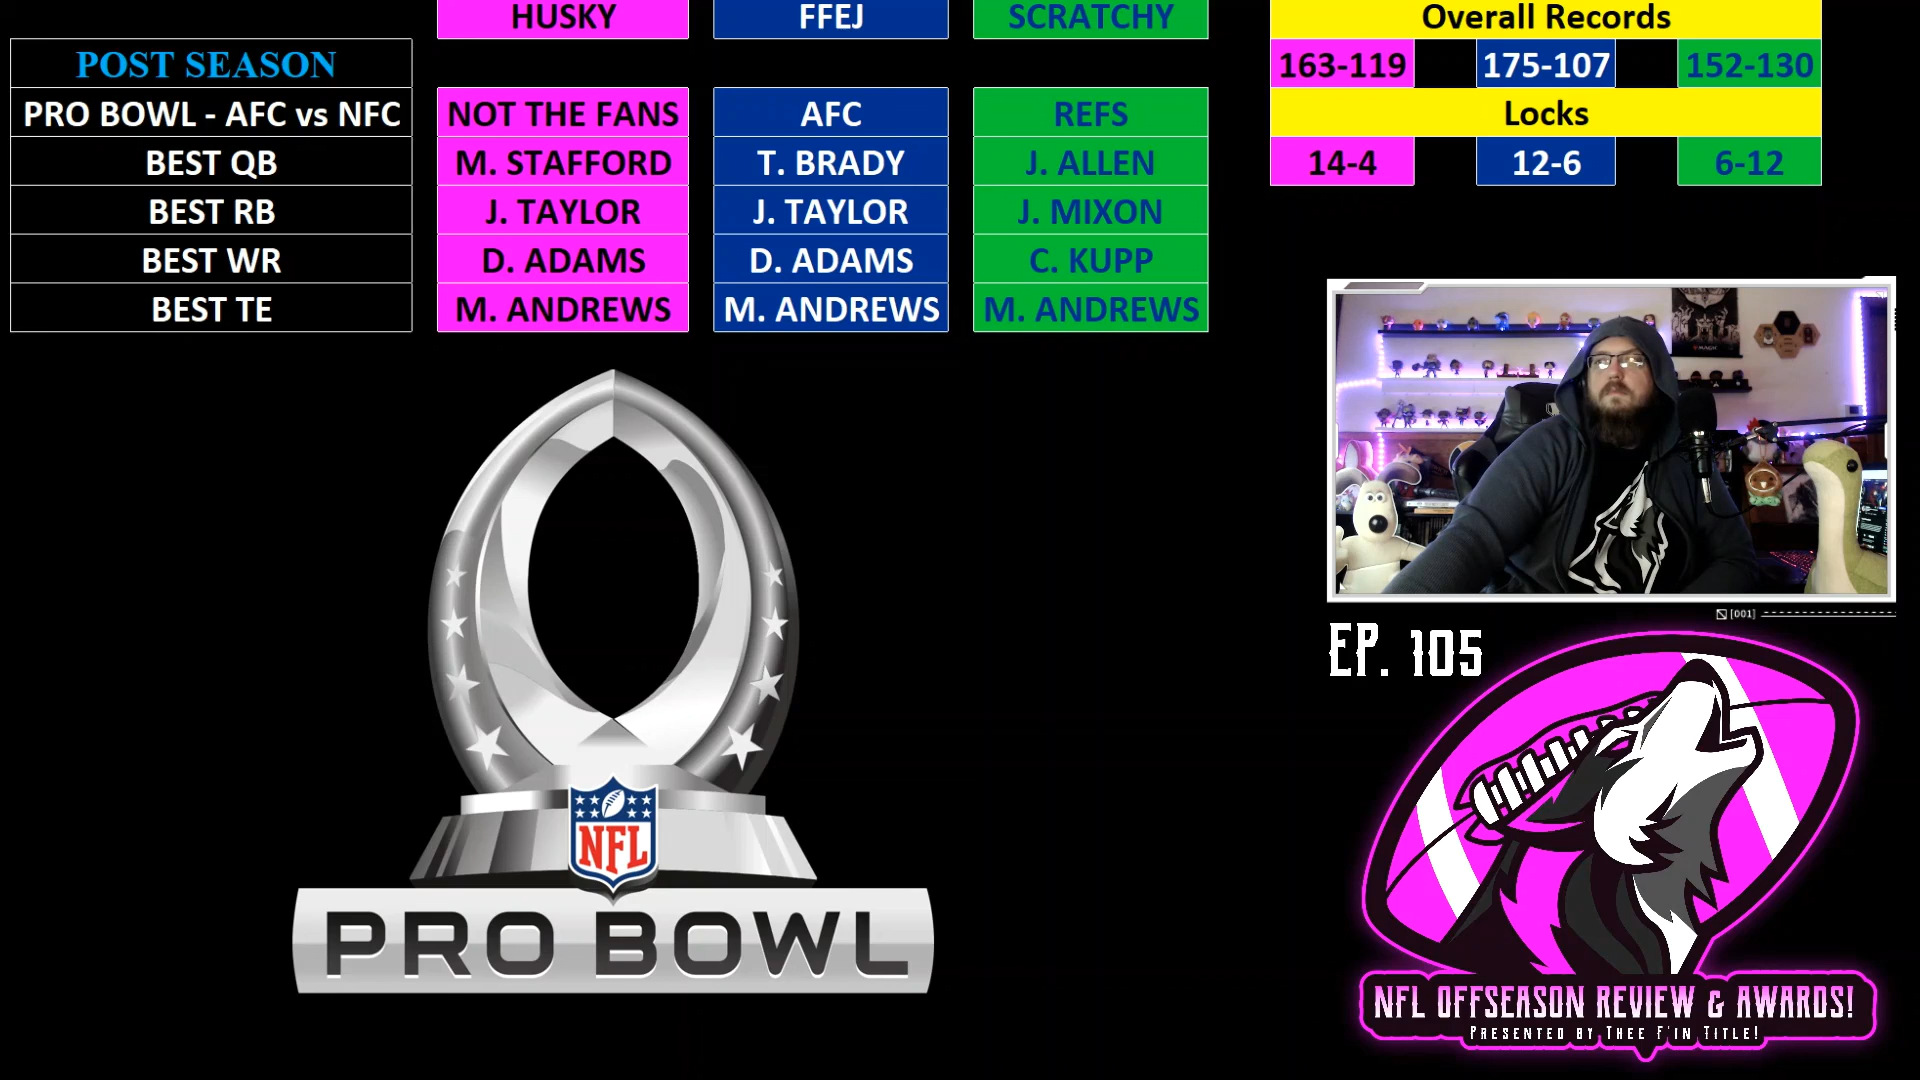 HUSKY FFEJ SCRATCHY Overall Records
POST SEASON 163-119 175-107 152-130
PRO BOWL - AFC vs NFC NOT THE FANS AFC REFS Locks
BEST QB M. STAFFORD T. BRADY J. ALLEN 14-4 12-6 6-12
BEST RB J. TAYLOR J. TAYLOR J. MIXON
BEST WR D. ADAMS D. ADAMS C. KUPP
BEST TE M. ANDREWS M. ANDREWS M. ANDREWS
MAGIC
[001]
EP. 105
NFL
PRO BOWL
NFL OFFSEASON REVIEW & AWARDS!
PRESENTED BY THEE F'IN TITLE!